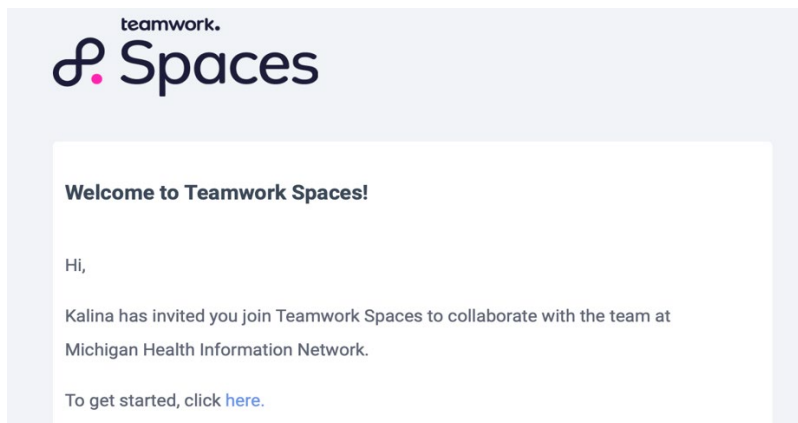 teamwork.
Spaces
Welcome to Teamwork Spaces!
Hi,
Kalina has invited you join Teamwork Spaces to collaborate with the team at
Michigan Health Information Network.
To get started, click here.